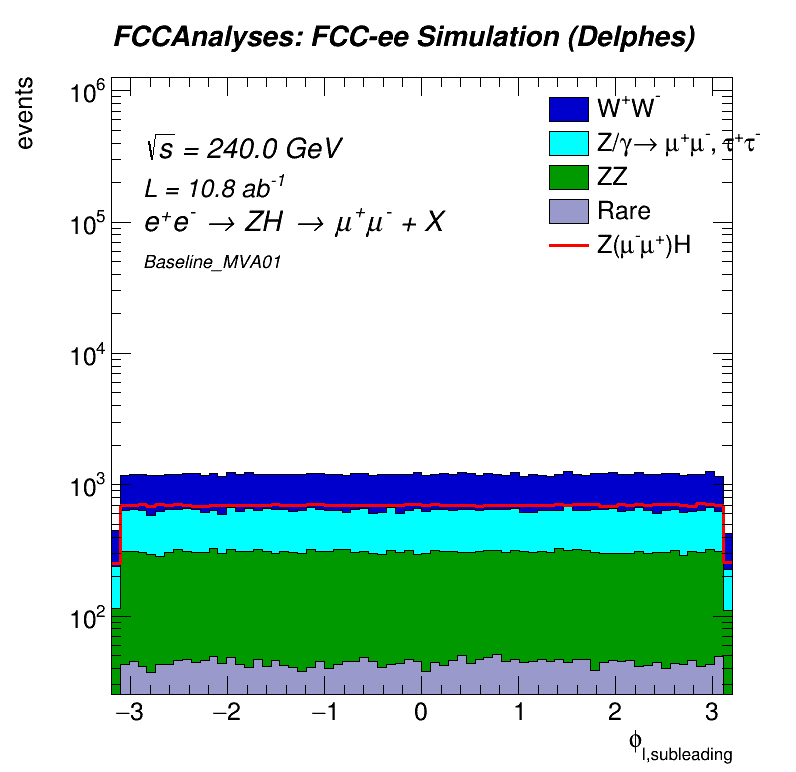 FCCAnalyses: FCC-ee Simulation (Delphes)
events
10⁶
10⁵
10⁴
10³
10²
√s = 240.0 GeV
L = 10.8 ab⁻¹
e⁺e⁻ → ZH → μ⁺μ⁻ + X
Baseline_MVA01
W⁺W⁻
Z/γ→ μ⁺μ⁻, τ⁺τ⁻
ZZ
Rare
Z(μ⁻μ⁺)H
−3 −2 −1 0 1 2 3
ϕ_l,subleading